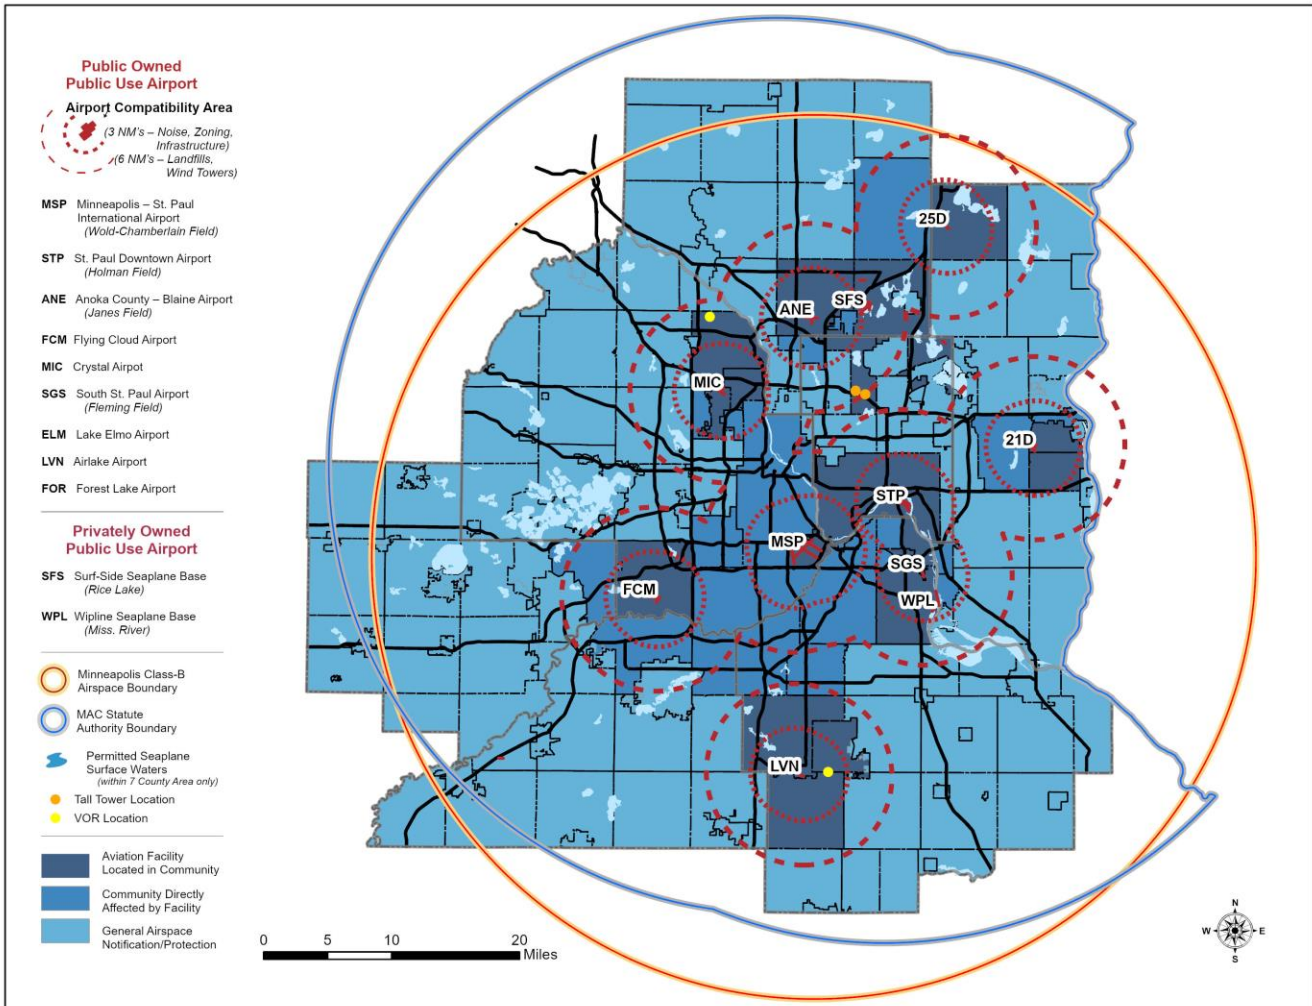 Public Owned
Public Use Airport
Airport Compatibility Area
(3 NM's – Noise, Zoning,
Infrastructure)
(6 NM's – Landfills,
Wind Towers)
MSP Minneapolis – St. Paul
International Airport
(Wold-Chamberlain Field)
STP St. Paul Downtown Airport
(Holman Field)
ANE Anoka County – Blaine Airport
(Janes Field)
FCM Flying Cloud Airport
MIC Crystal Airpot
SGS South St. Paul Airport
(Fleming Field)
ELM Lake Elmo Airport
LVN Airlake Airport
FOR Forest Lake Airport
Privately Owned
Public Use Airport
SFS Surf-Side Seaplane Base
(Rice Lake)
WPL Wipline Seaplane Base
(Miss. River)
Minneapolis Class-B
Airspace Boundary
MAC Statute
Authority Boundary
Permitted Seaplane
Surface Waters
(within 7 County Area only)
Tall Tower Location
VOR Location
Aviation Facility
Located in Community
Community Directly
Affected by Facility
General Airspace
Notification/Protection
25D
ANE
SFS
MIC
21D
STP
MSP
SGS
FCM
WPL
LVN
0 5 10 20
Miles
N
W E
S